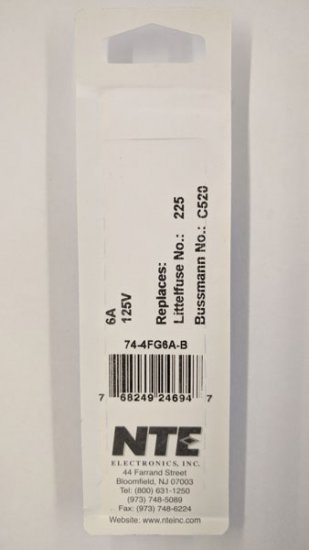 6A
125V
Replaces:
Littelfuse No.: 225
Bussmann No.: C520
74-4FG6A-B
7 68249 24694 7
NTE
ELECTRONICS, INC.
44 Farrand Street
Bloomfield, NJ 07003
Tel: (800) 631-1250
(973) 748-5089
Fax: (973) 748-6224
Website: www.nteinc.com